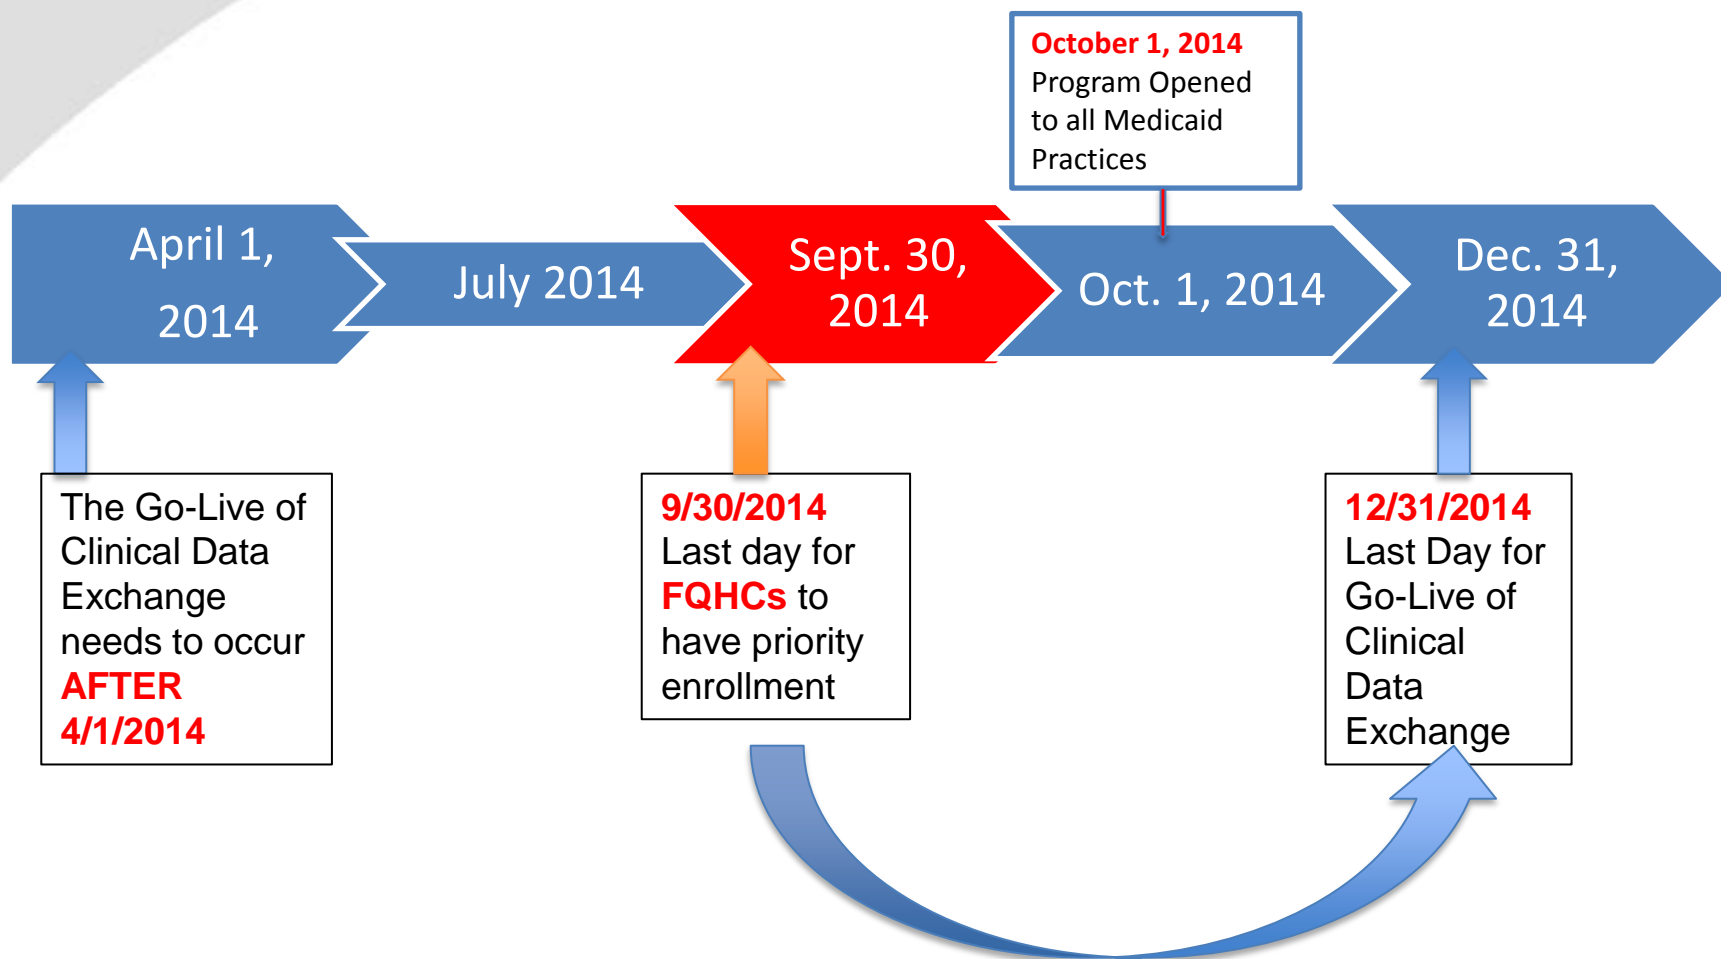 October 1, 2014
Program Opened
to all Medicaid
Practices
April 1,
2014
July 2014
Sept. 30,
2014
Oct. 1, 2014
Dec. 31,
2014
The Go-Live of
Clinical Data
Exchange
needs to occur
AFTER
4/1/2014
9/30/2014
Last day for
FQHCs to
have priority
enrollment
12/31/2014
Last Day for
Go-Live of
Clinical
Data
Exchange